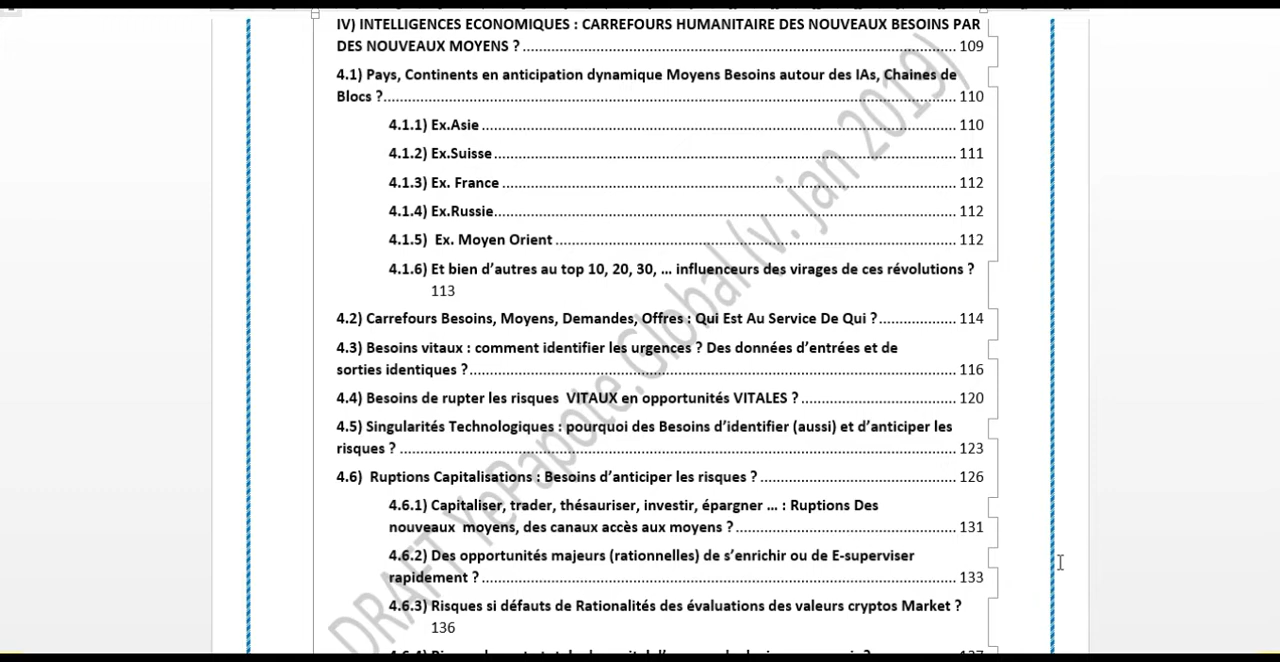 IV) INTELLIGENCES ECONOMIQUES : CARREFOURS HUMANITAIRE DES NOUVEAUX BESOINS PAR
DES NOUVEAUX MOYENS ? 109
4.1) Pays, Continents en anticipation dynamique Moyens Besoins autour des IAs, Chaines de
Blocs ? 110
4.1.1) Ex.Asie 110
4.1.2) Ex.Suisse 111
4.1.3) Ex. France 112
4.1.4) Ex.Russie 112
4.1.5) Ex. Moyen Orient 112
4.1.6) Et bien d’autres au top 10, 20, 30, … influenceurs des virages de ces révolutions ?
113
4.2) Carrefours Besoins, Moyens, Demandes, Offres : Qui Est Au Service De Qui ? 114
4.3) Besoins vitaux : comment identifier les urgences ? Des données d’entrées et de
sorties identiques ? 116
4.4) Besoins de rupter les risques VITAUX en opportunités VITALES ? 120
4.5) Singularités Technologiques : pourquoi des Besoins d’identifier (aussi) et d’anticiper les
risques ? 123
4.6) Ruptions Capitalisations : Besoins d’anticiper les risques ? 126
4.6.1) Capitaliser, trader, thésauriser, investir, épargner … : Ruptions Des
nouveaux moyens, des canaux accès aux moyens ? 131
4.6.2) Des opportunités majeurs (rationnelles) de s’enrichir ou de E-superviser
rapidement ? 133
4.6.3) Risques si défauts de Rationalités des évaluations des valeurs cryptos Market ?
136
DRAFT YePapote.Global (v. jan 2019)